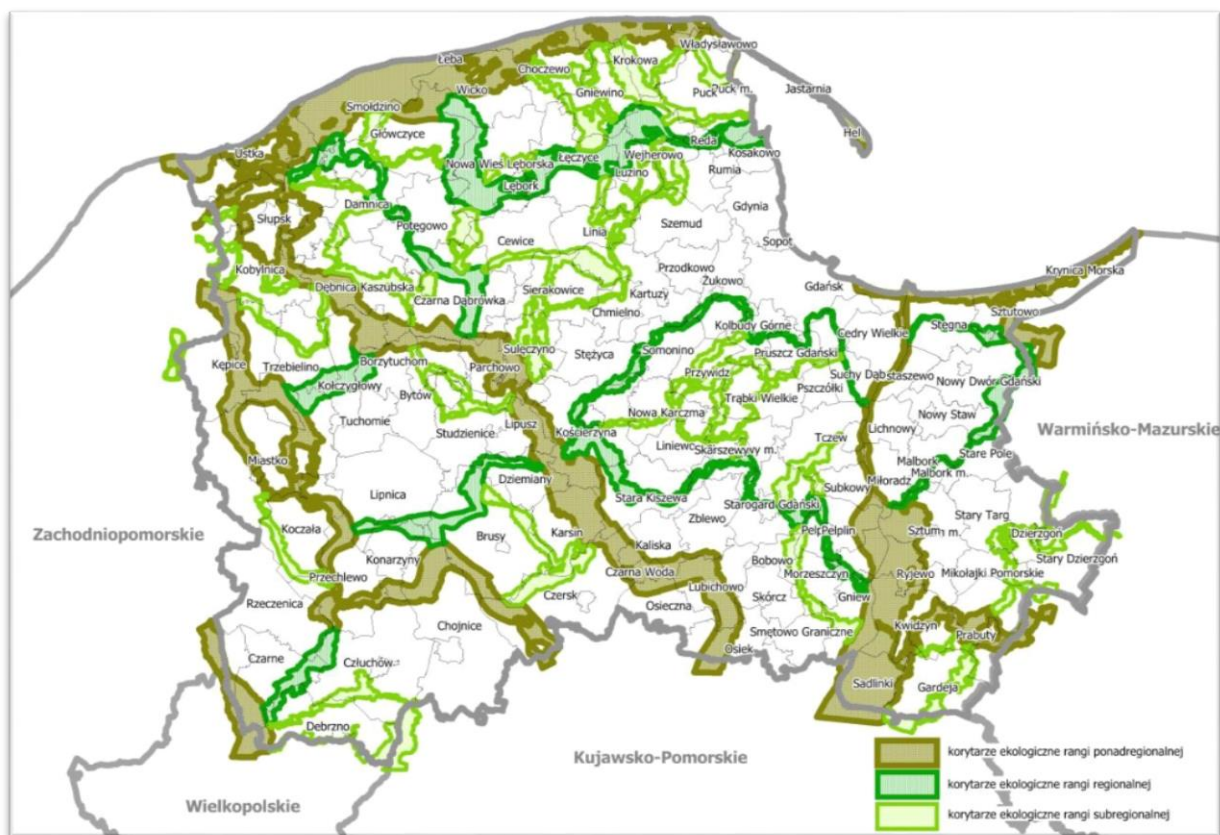 Władysławowo
Łeba
Krokowa
Choczewo
Wicko
Gniewino
Puck
Puck m.
Jastarnia
Smołdzino
Główczyce
Hel
Ustka
Nowa Wieś Lęborska
Łęczyce
Wejherowo
Reda
Kosakowo
Lębork
Luzino
Rumia
Damnica
Słupsk
Potęgowo
Gdynia
Linia
Szemud
Cewice
Sopot
Kobylnica
Przodkowo
Krynica Morska
Dębnica Kaszubska
Sierakowice
Żukowo
Czarna Dąbrówka
Kartuzy
Gdańsk
Chmielno
Sztutowo
Kolbudy Górne
Cedry Wielkie
Stegna
Sulęczyno
Somonino
Pruszcz Gdański
Stężyca
Borzytuchom
Kępice
Trzebielino
Parchowo
Przywidz
Suchy Dąb
Ostaszewo
Nowy Dwór Gdański
Kołczygłowy
Pszczółki
Bytów
Trąbki Wielkie
Nowa Karczma
Nowy Staw
Tuchomie
Lipusz
Lichnowy
Studzienice
Kościerzyna
Tczew
Warmińsko-Mazurskie
Liniewo
Skarszewy
Stare Pole
Miastko
Malbork
Malbork m.
Dziemiany
Miłoradz
Subkowy
Lipnica
Stara Kiszewa
Starogard Gdański
Zblewo
Stary Targ
Koczała
Pelplin
Sztum
Dzierzgoń
Zachodniopomorskie
Brusy
Karsin
Kaliska
Stary Dzierzgoń
Konarzyny
Bobowo
Czarna Woda
Morzeszczyn
Ryjewo
Mikołajki Pomorskie
Przechlewo
Lubichowo
Czersk
Gniew
Rzeczenica
Osieczna
Skórcz
Chojnice
Kwidzyn
Smętowo Graniczne
Prabuty
Osiek
Czarne
Człuchów
Sadlinki
Gardeja
Debrzno
korytarze ekologiczne rangi ponadregionalnej
Kujawsko-Pomorskie
korytarze ekologiczne rangi regionalnej
Wielkopolskie
korytarze ekologiczne rangi subregionalnej